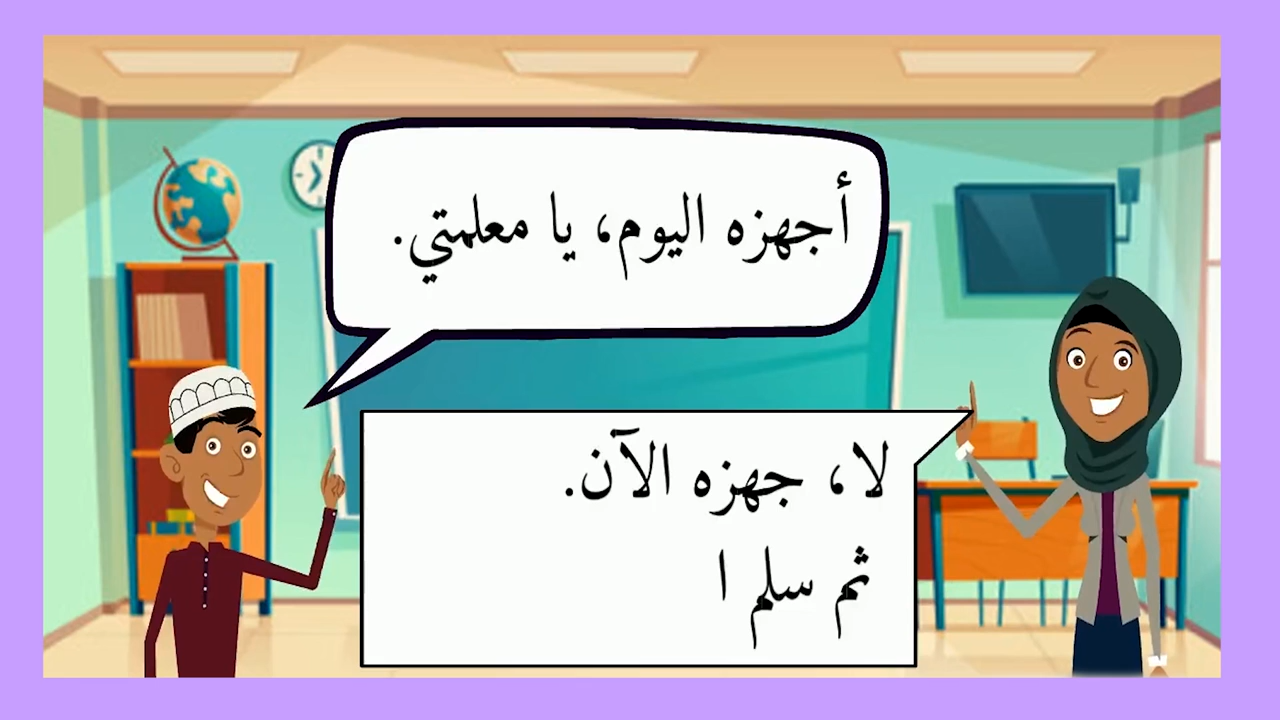 أجهزه اليوم، يا معلمتي.
لا، جهزه الآن.
ثم سلم ا